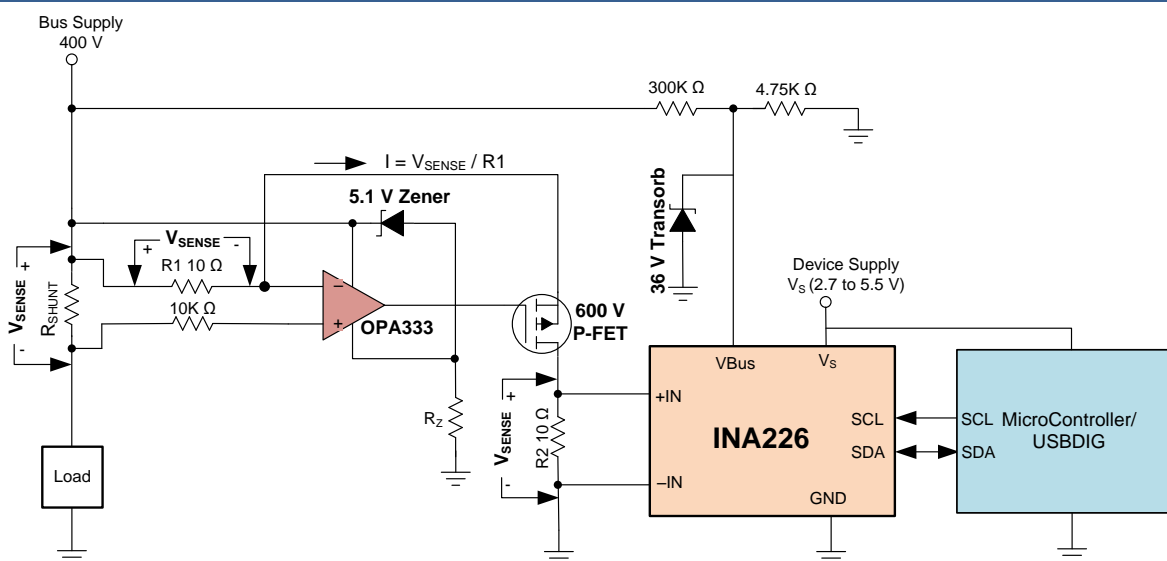 Bus Supply
400 V
300K Ω
4.75K Ω
I = VSENSE / R1
5.1 V Zener
36 V Transorb
VSENSE
+ -
R1 10 Ω
VSENSE
+
-
RSHUNT
10K Ω
−
+
OPA333
600 V
P-FET
Device Supply
VS (2.7 to 5.5 V)
VBus
VS
+IN
SCL
SCL
MicroController/
USBDIG
INA226
SDA
SDA
–IN
GND
RZ
VSENSE
+
-
R2 10 Ω
Load